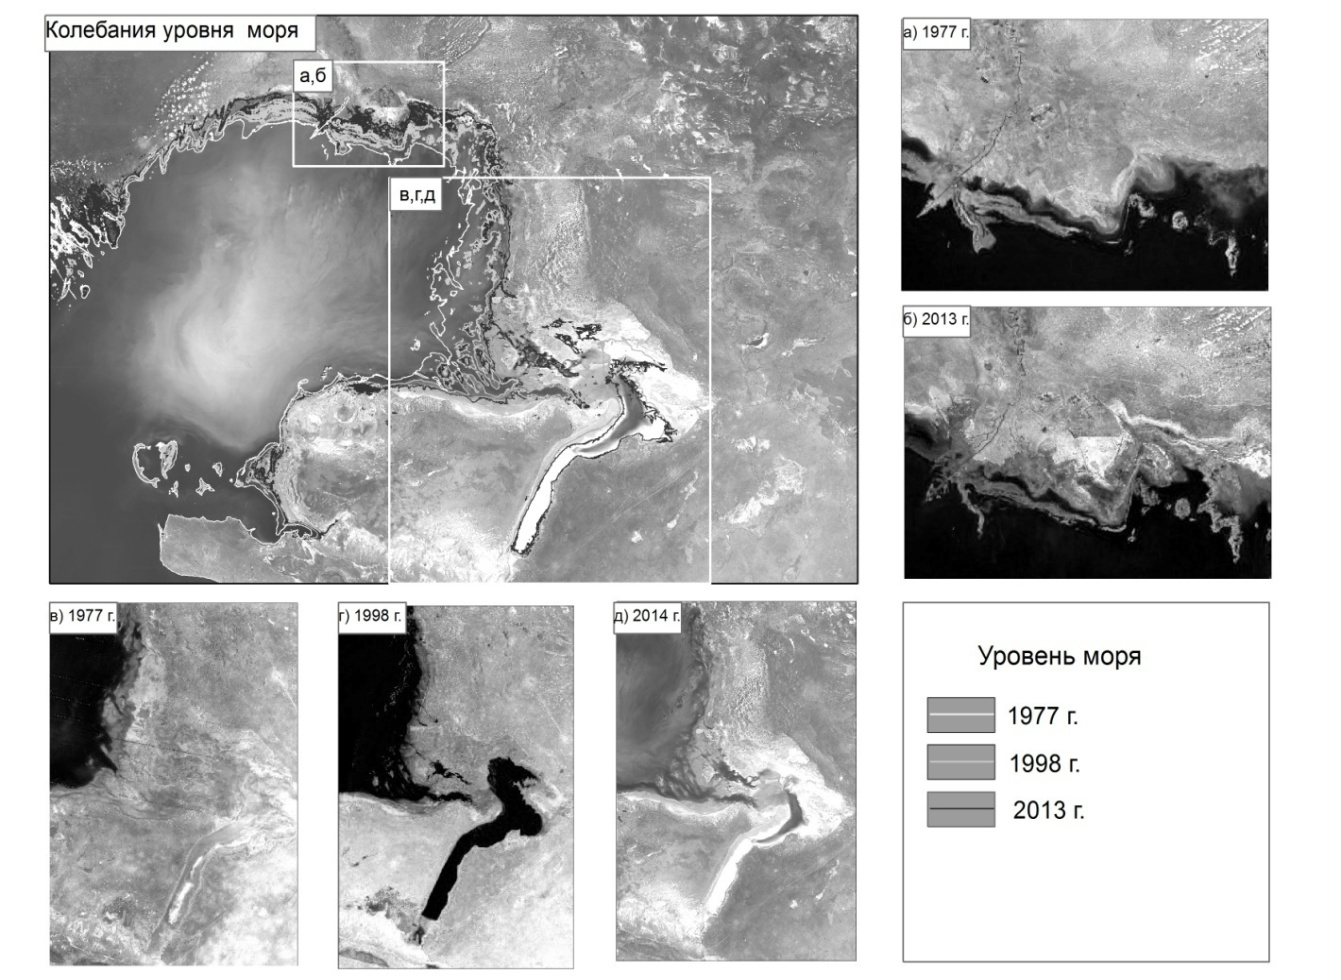 Колебания уровня моря
а,б
в,г,д
а) 1977 г.
б) 2013 г.
в) 1977 г.
г) 1998 г.
д) 2014 г.
Уровень моря
1977 г.
1998 г.
2013 г.